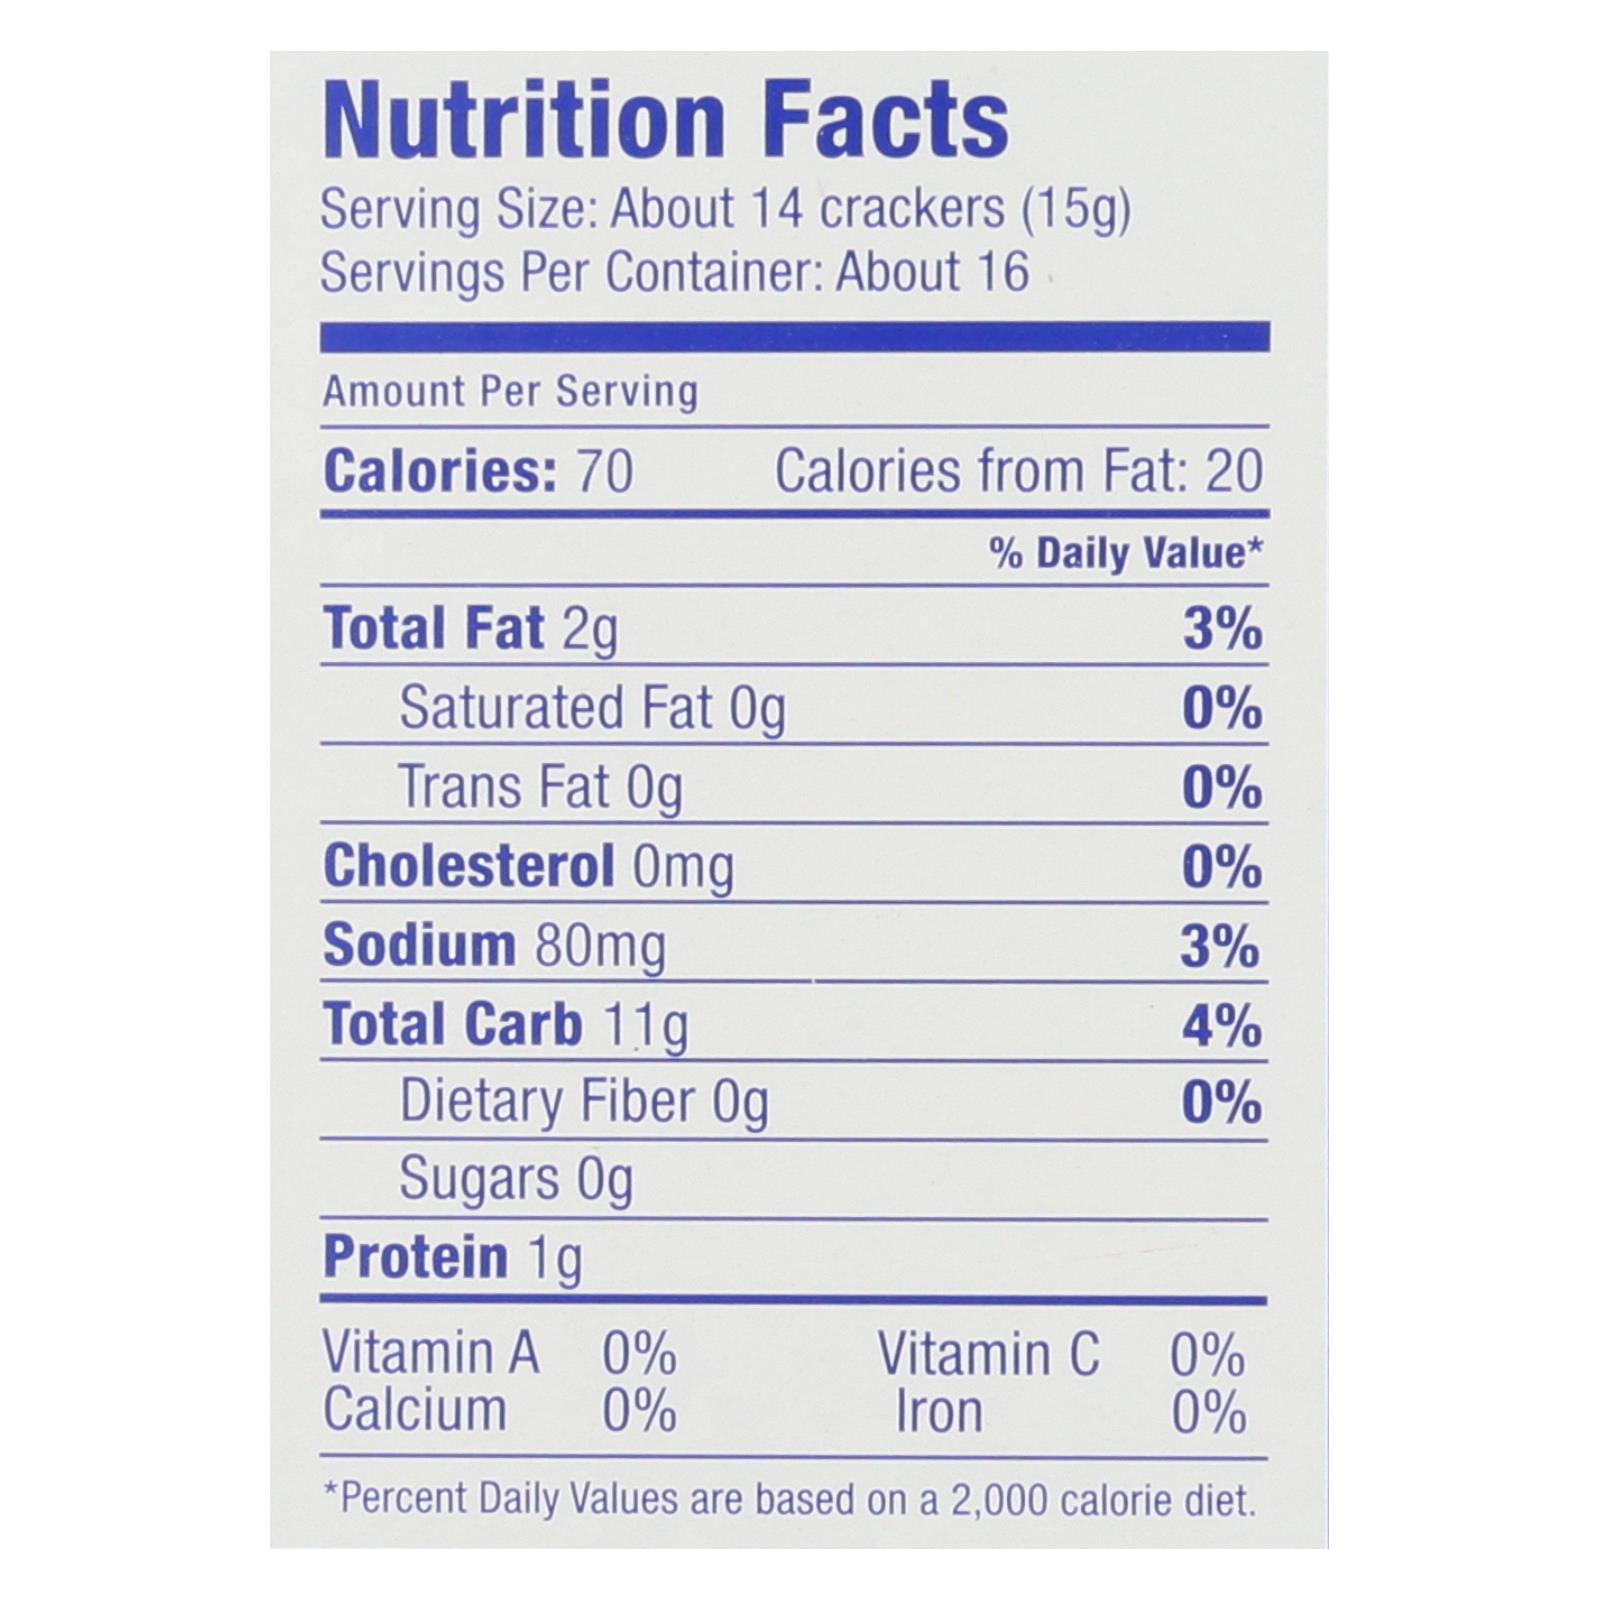 Nutrition Facts
Serving Size: About 14 crackers (15g)
Servings Per Container: About 16
Amount Per Serving
Calories: 70 Calories from Fat: 20
% Daily Value*
Total Fat 2g 3%
Saturated Fat 0g 0%
Trans Fat 0g 0%
Cholesterol 0mg 0%
Sodium 80mg 3%
Total Carb 11g 4%
Dietary Fiber 0g 0%
Sugars 0g
Protein 1g
Vitamin A 0% Vitamin C 0%
Calcium 0% Iron 0%
*Percent Daily Values are based on a 2,000 calorie diet.